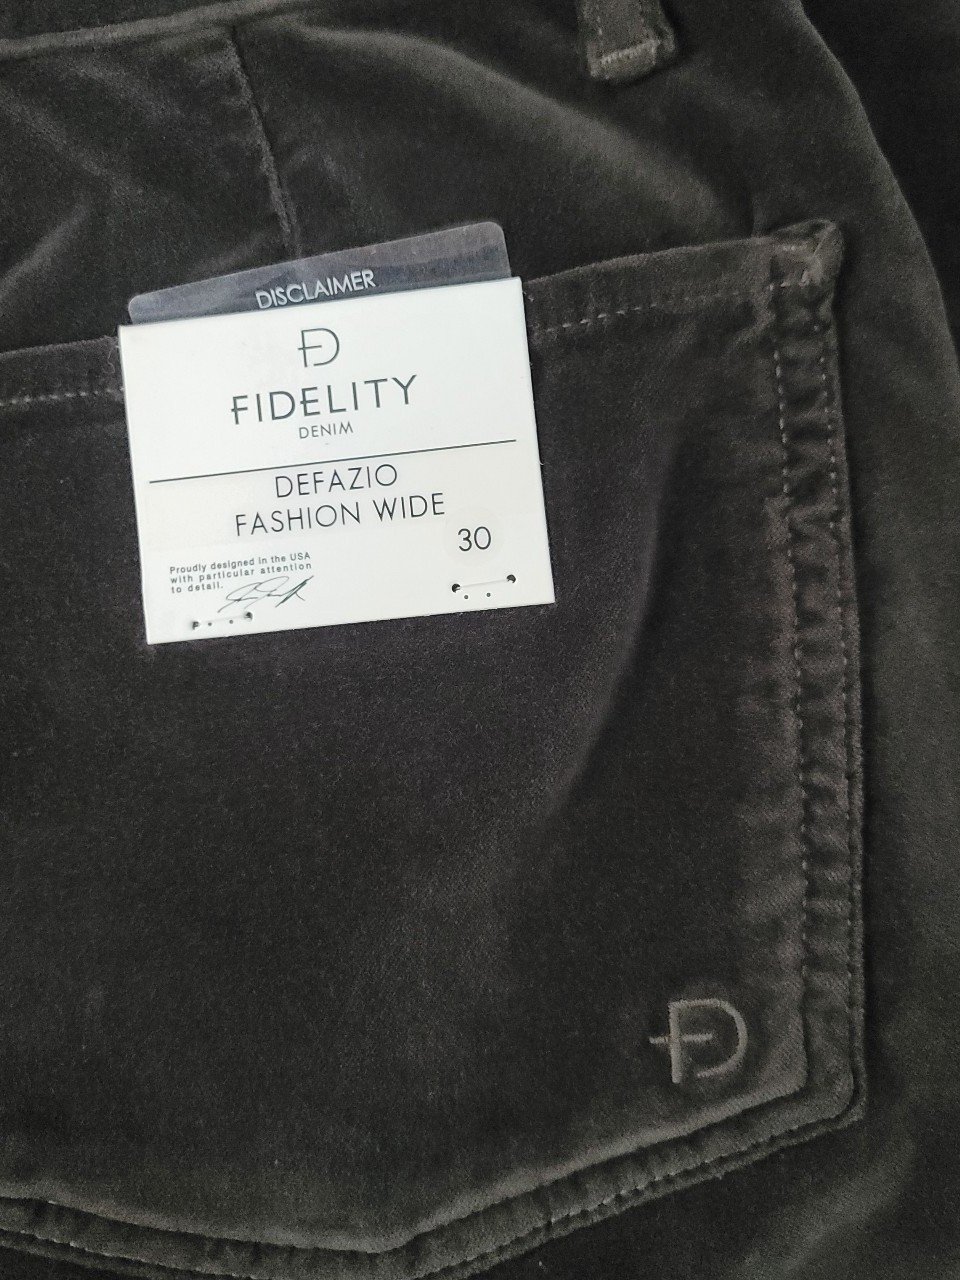 DISCLAIMER
FIDELITY
DENIM
DEFAZIO
FASHION WIDE
30
Proudly designed in the USA
with particular attention
to detail.